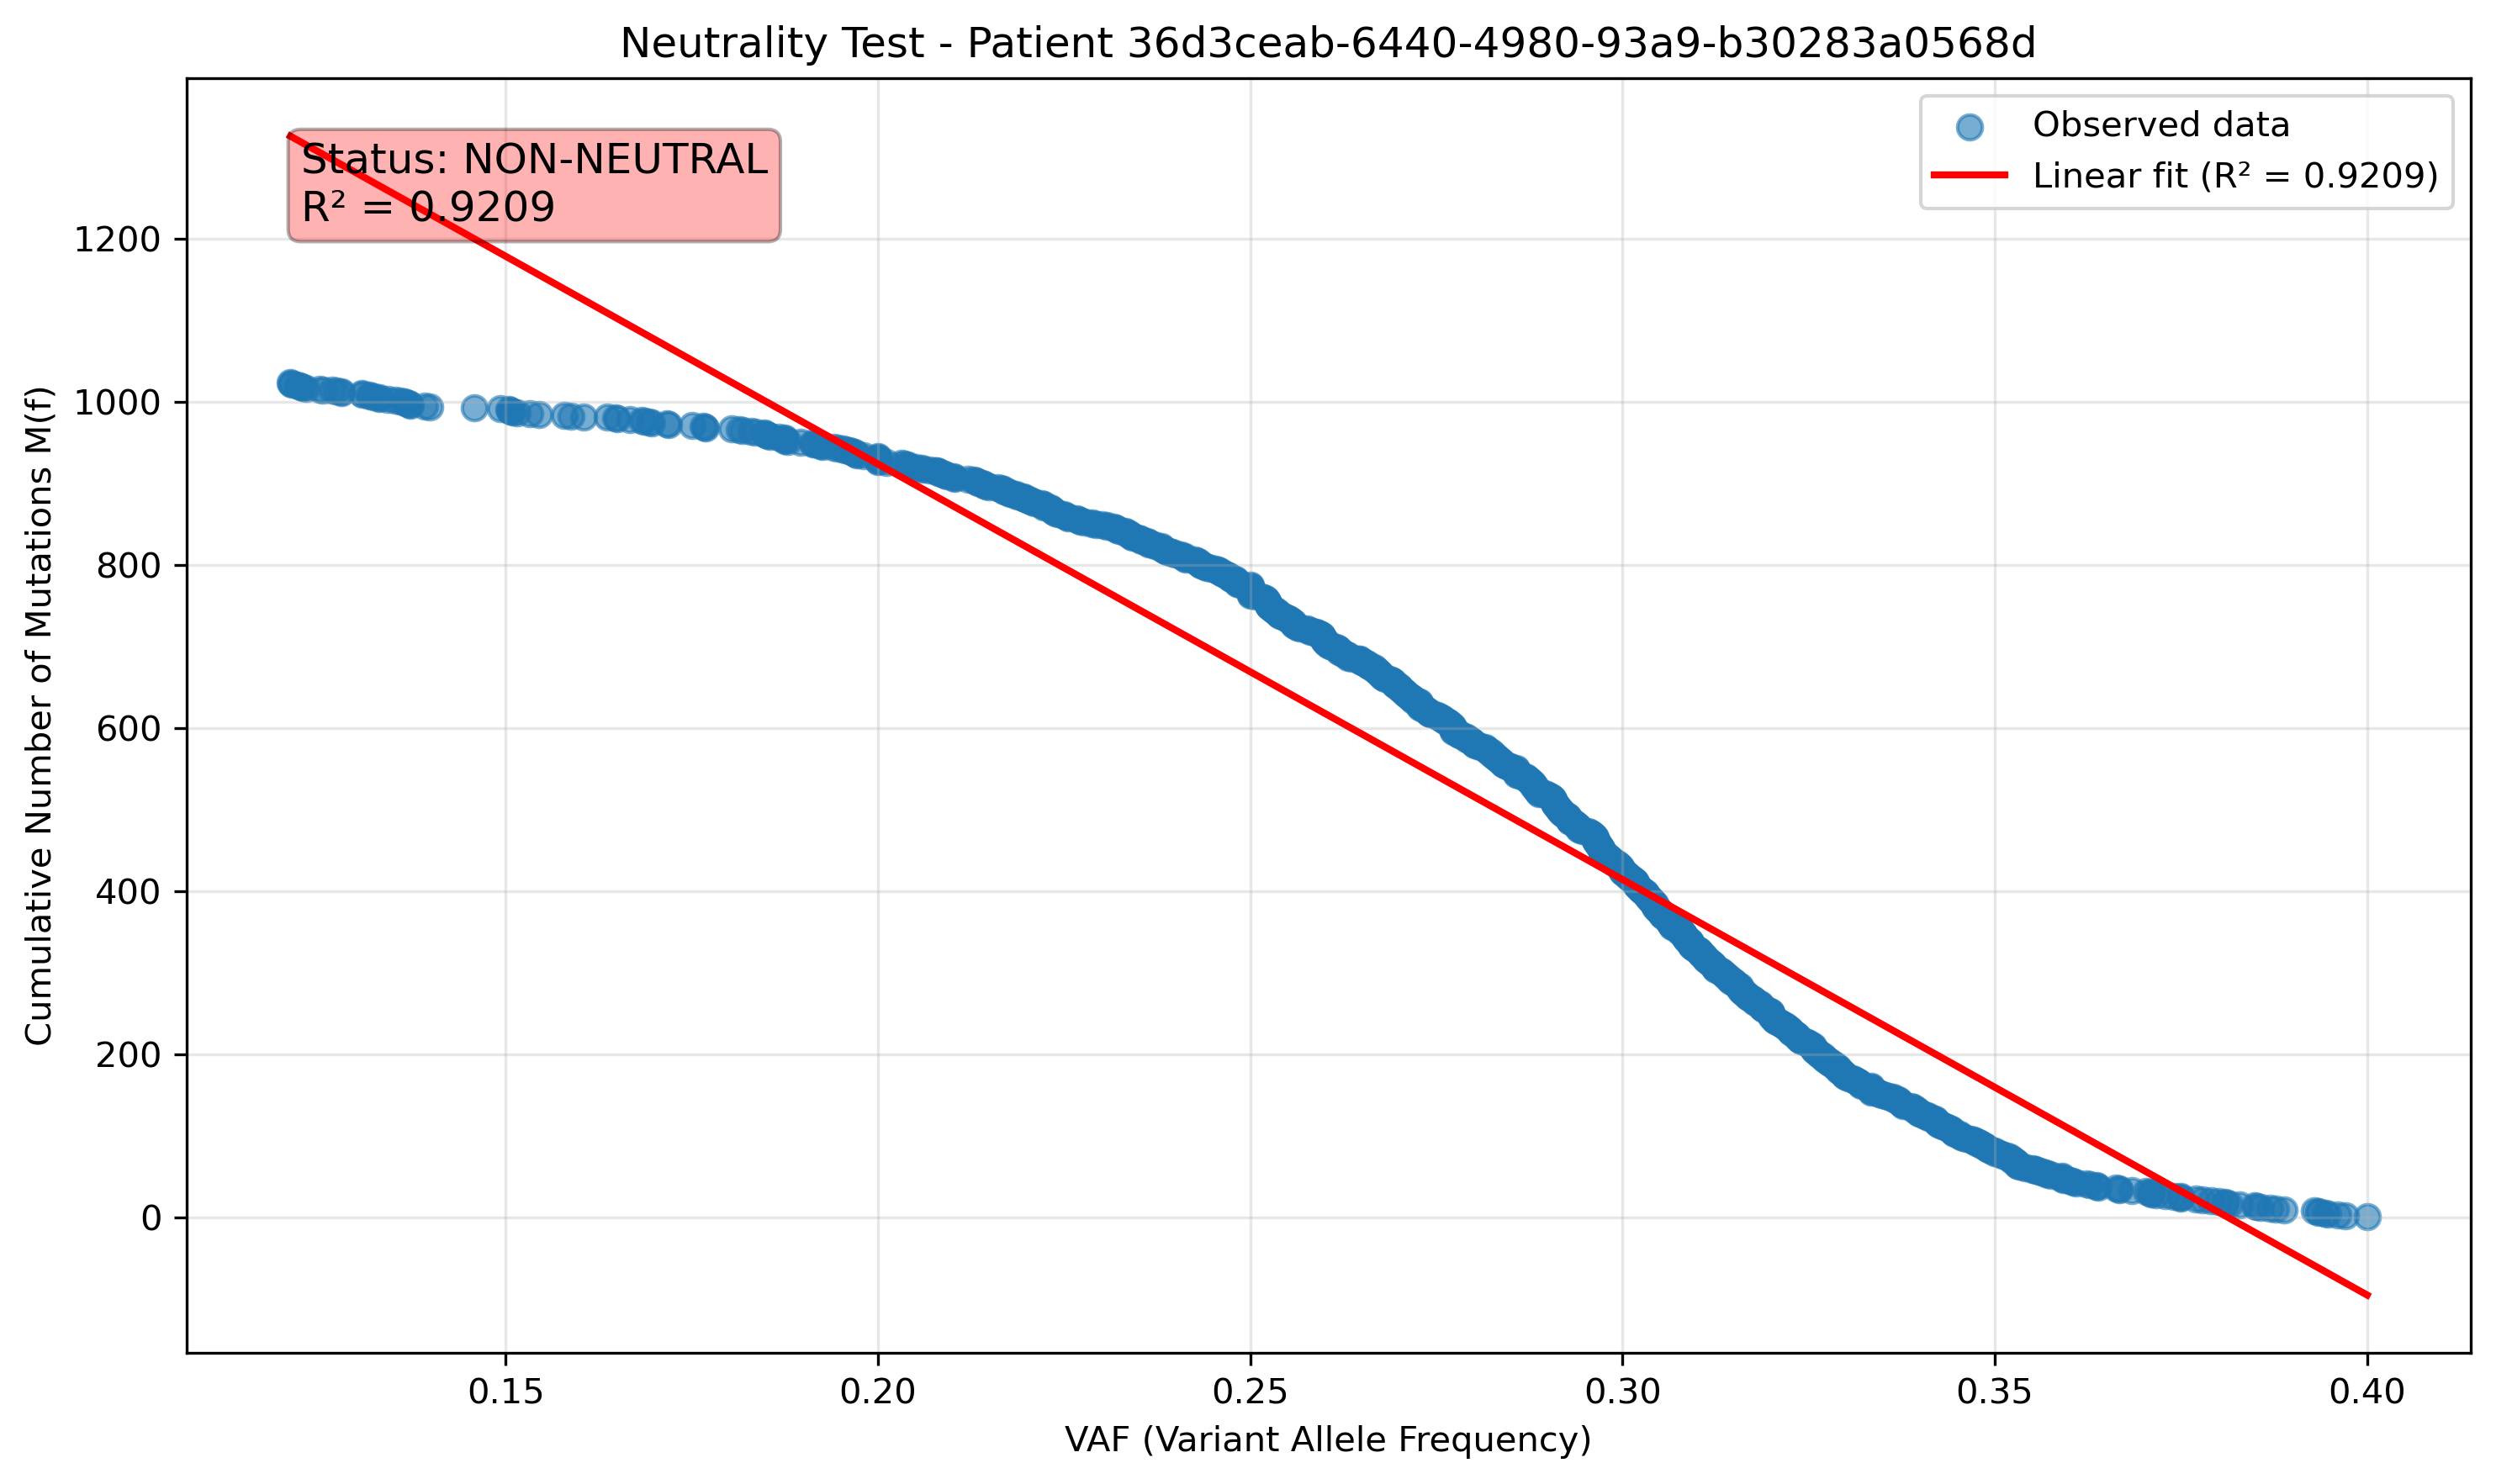 Neutrality Test - Patient 36d3ceab-6440-4980-93a9-b30283a0568d
Status: NON-NEUTRAL
R² = 0.9209
Observed data
Linear fit (R² = 0.9209)
Cumulative Number of Mutations M(f)
1200
1000
800
600
400
200
0
0.15
0.20
0.25
0.30
0.35
0.40
VAF (Variant Allele Frequency)